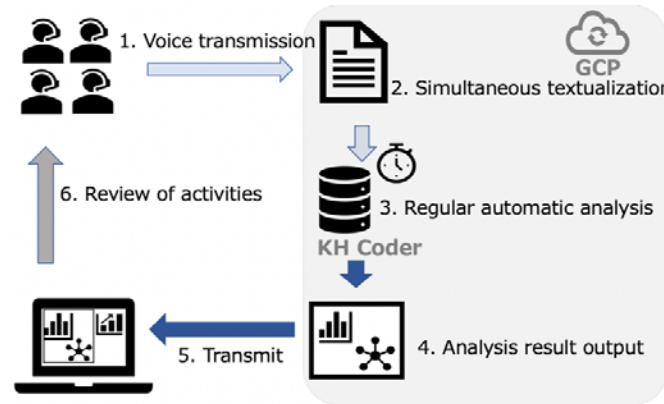 1. Voice transmission
GCP
2. Simultaneous textualization
3. Regular automatic analysis
KH Coder
4. Analysis result output
5. Transmit
6. Review of activities